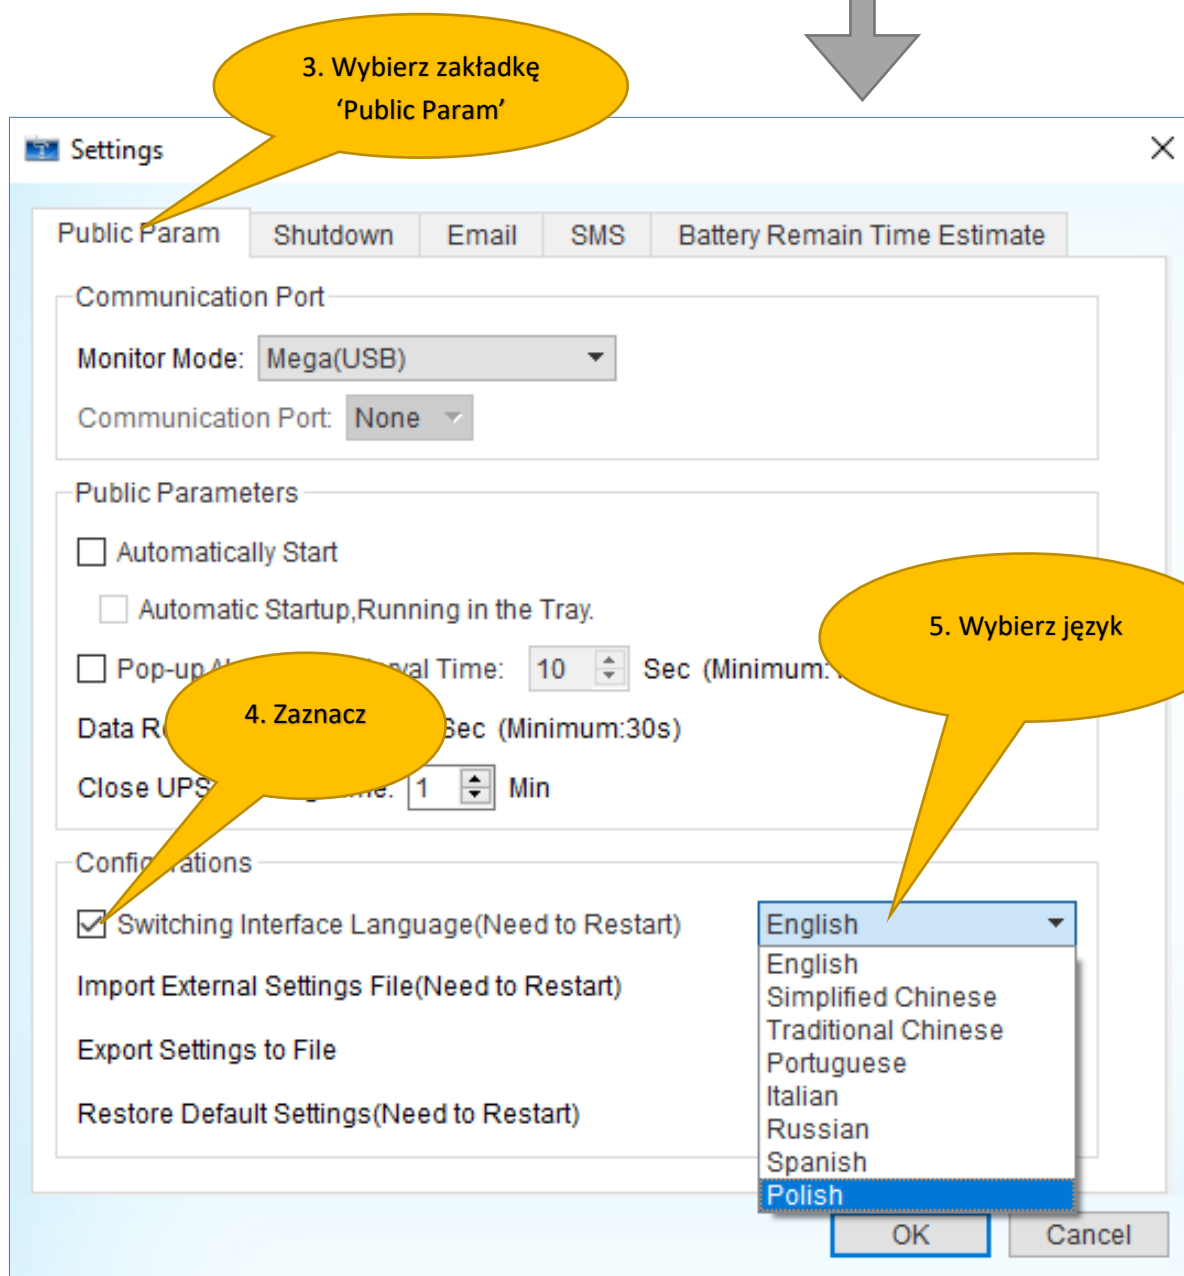 3. Wybierz zakładkę
‘Public Param’
Settings
Public Param Shutdown Email SMS Battery Remain Time Estimate
Communication Port
Monitor Mode: Mega(USB)
Communication Port: None
Public Parameters
Automatically Start
Automatic Startup,Running in the Tray.
5. Wybierz język
Pop-up Time: 10 Sec (Minimum:
4. Zaznacz
Data Sec (Minimum:30s)
Close UPS 1 Min
Configurations
Switching Interface Language(Need to Restart) English
English
Import External Settings File(Need to Restart)
Simplified Chinese
Traditional Chinese
Export Settings to File
Portuguese
Italian
Restore Default Settings(Need to Restart)
Russian
Spanish
Polish
OK Cancel